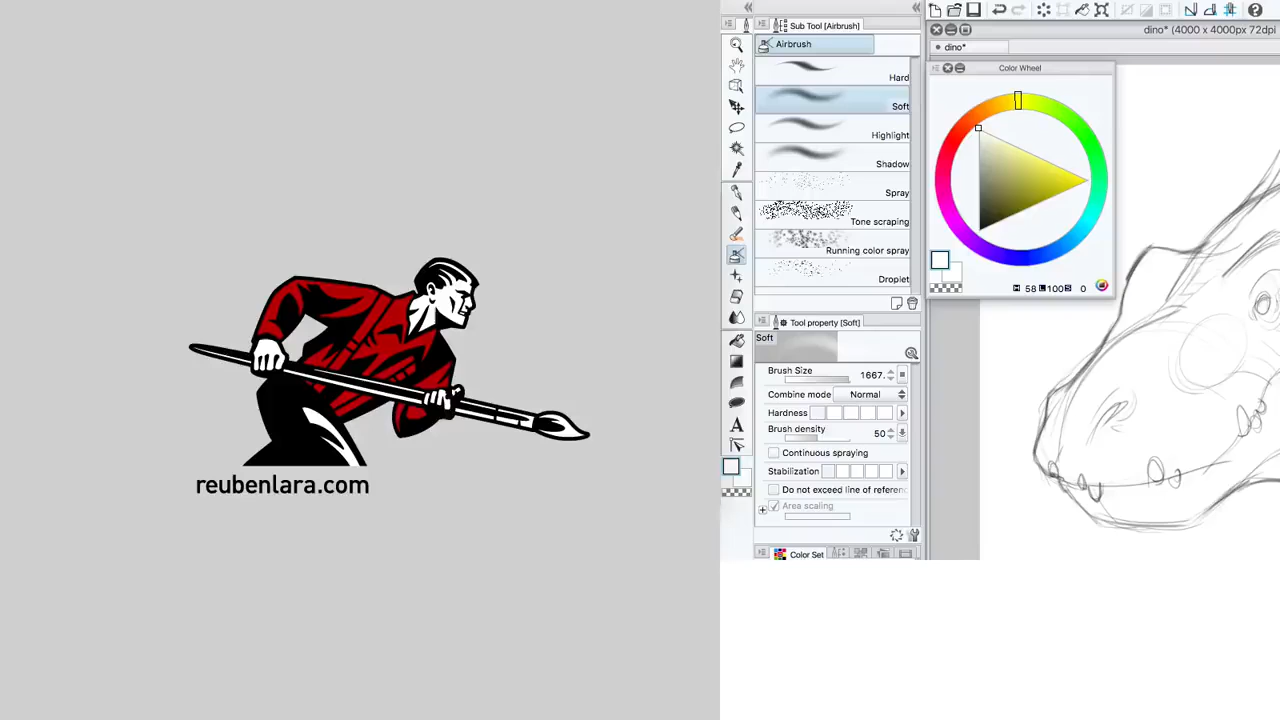 reubenlara.com
Sub Tool [Airbrush]
Airbrush
Hard
Soft
Highlight
Shadow
Spray
Tone scraping
Running color spray
Droplet
Tool property [Soft]
Soft
Brush Size 1667.
Combine mode Normal
Hardness
Brush density 50
Continuous spraying
Stabilization
Do not exceed line of referenc
Area scaling
Color Set
dino* (4000 x 4000px 72dpi
dino*
Color Wheel
H 58 L 100 S 0
A